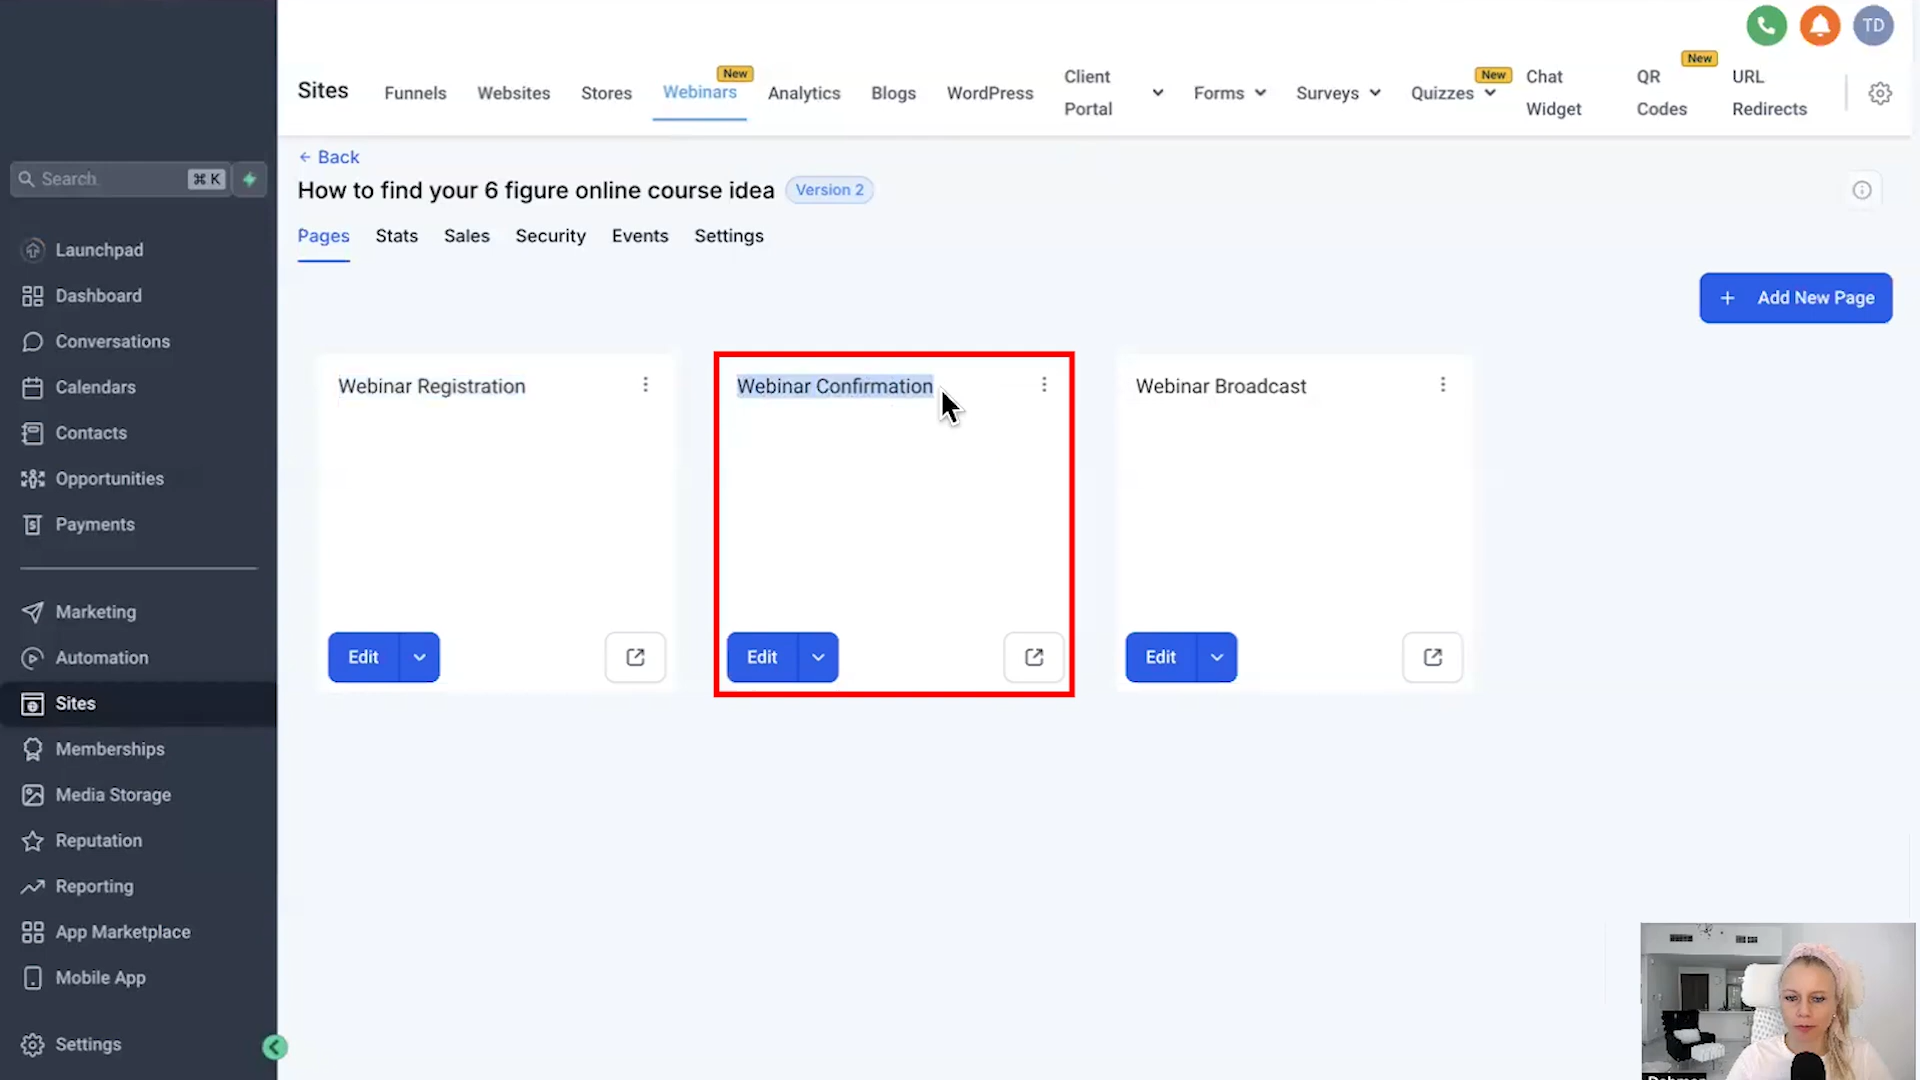 TD
Sites
Funnels
Websites
Stores
Webinars
New
Analytics
Blogs
WordPress
Client
Portal
Forms
Surveys
Quizzes
New
Chat
Widget
QR
Codes
New
URL
Redirects
Search
⌘ K
Launchpad
Dashboard
Conversations
Calendars
Contacts
Opportunities
Payments
Marketing
Automation
Sites
Memberships
Media Storage
Reputation
Reporting
App Marketplace
Mobile App
Settings
← Back
How to find your 6 figure online course idea
Version 2
Pages
Stats
Sales
Security
Events
Settings
+ Add New Page
Webinar Registration
Edit
Webinar Confirmation
Edit
Webinar Broadcast
Edit